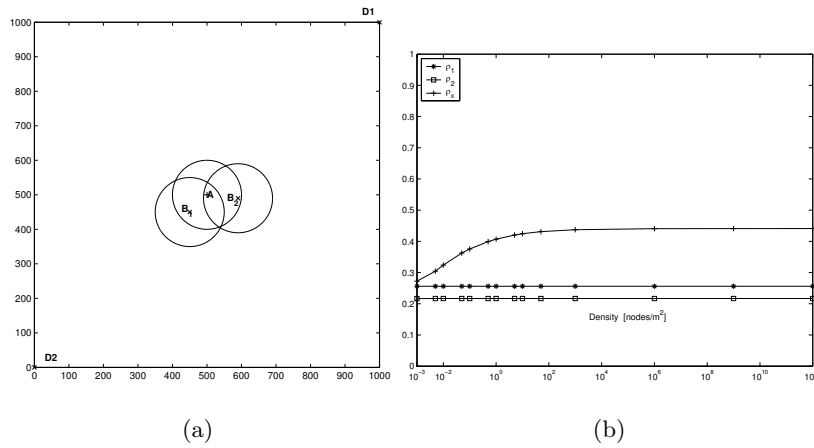 D1
1000
900
800
700
600
500
400
300
200
100
0
A
B1
B2
D2
0 100 200 300 400 500 600 700 800 900 1000
(a)
1
0.9
0.8
0.7
0.6
0.5
0.4
0.3
0.2
0.1
0
ρ1
ρ2
ρx
Density [nodes/m²]
10⁻³ 10⁻² 10⁰ 10² 10⁴ 10⁶ 10⁸ 10¹⁰ 10
(b)